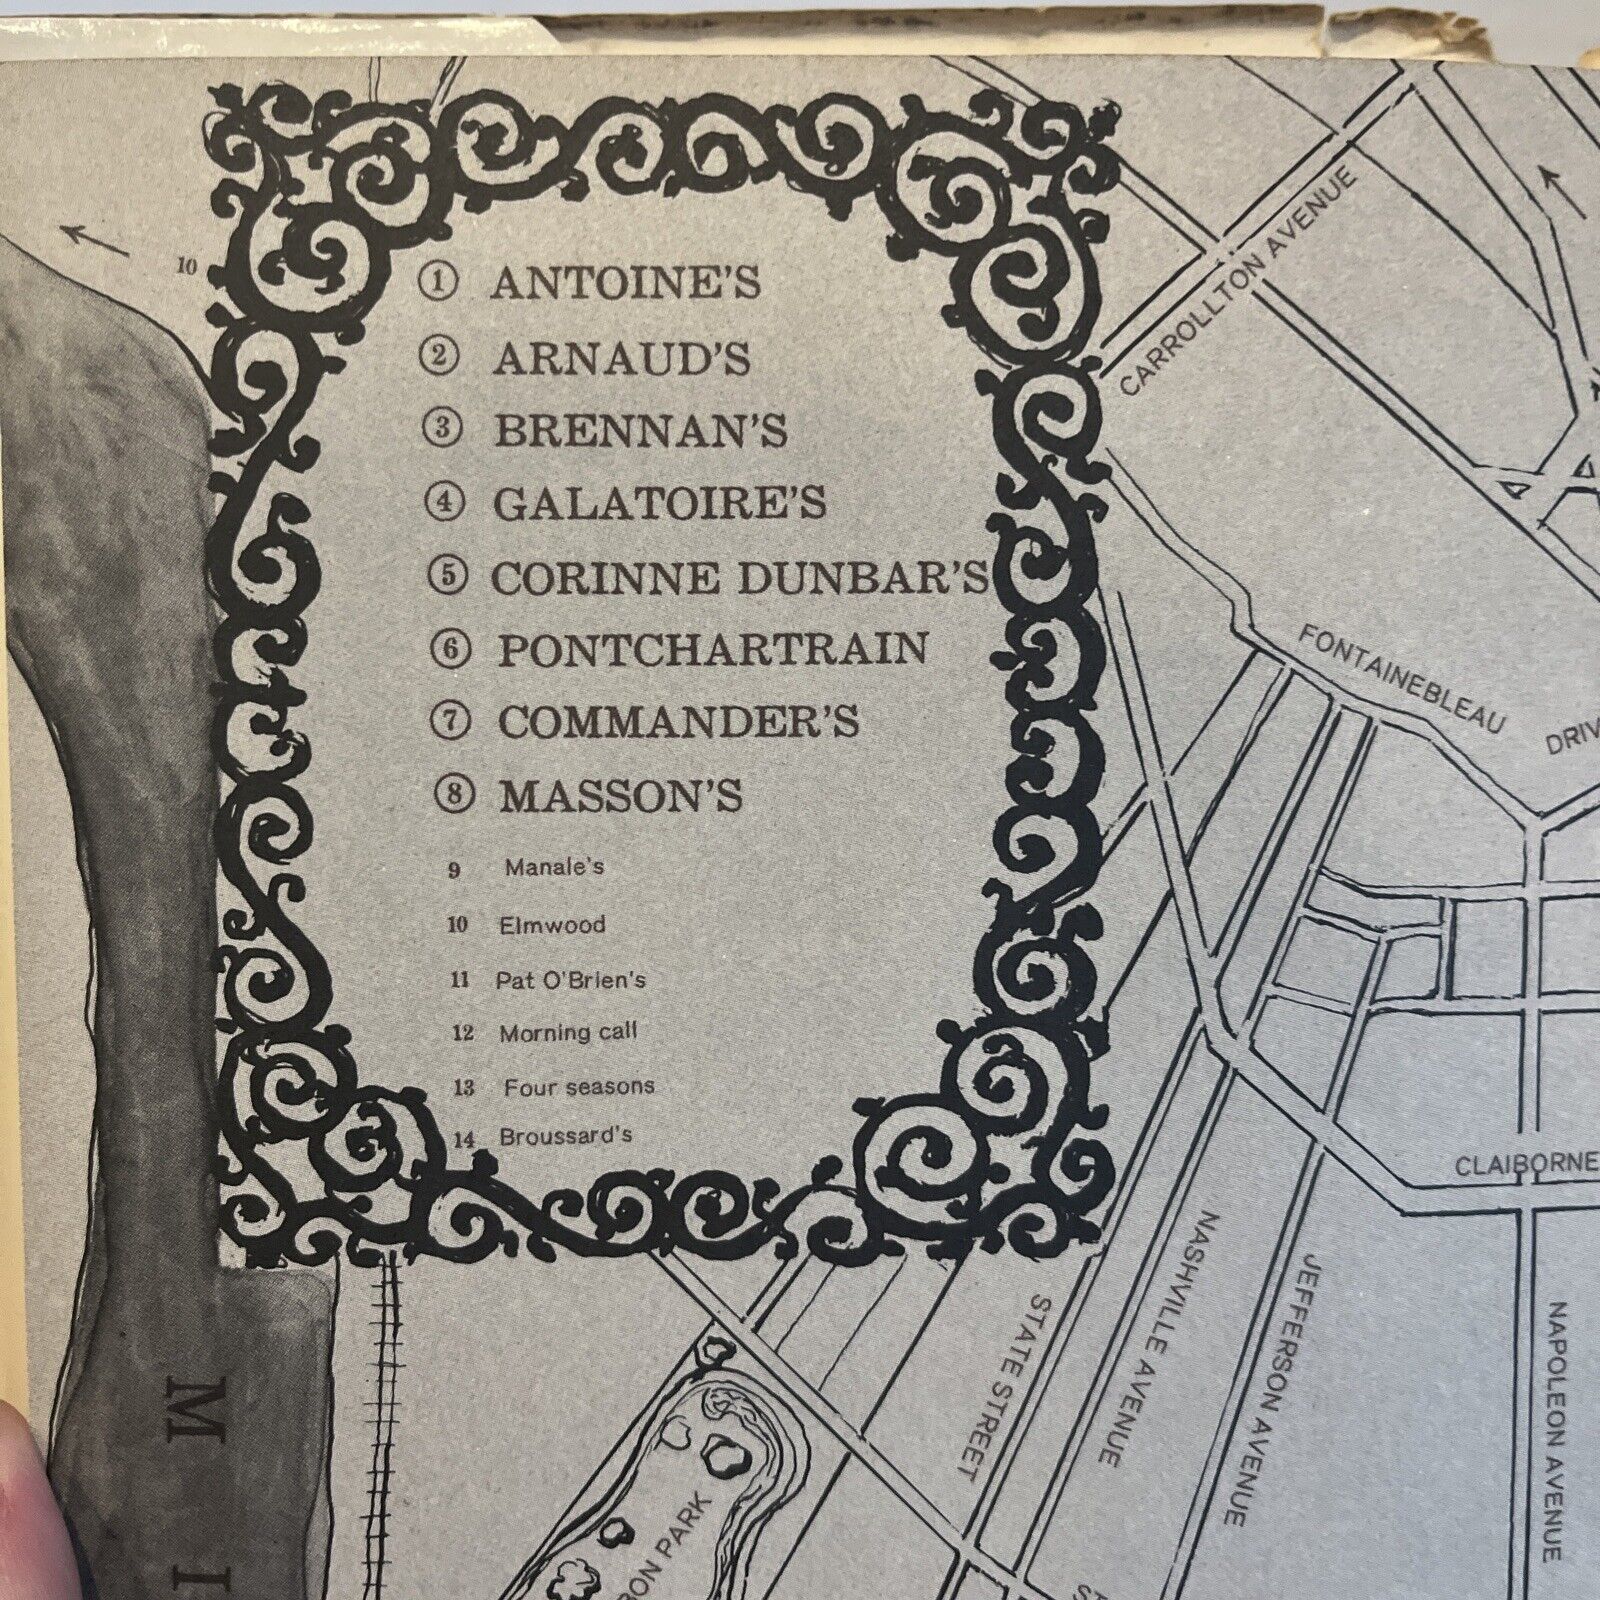 10
1 ANTOINE'S
2 ARNAUD'S
3 BRENNAN'S
4 GALATOIRE'S
5 CORINNE DUNBAR'S
6 PONTCHARTRAIN
7 COMMANDER'S
8 MASSON'S
9 Manale's
10 Elmwood
11 Pat O'Brien's
12 Morning call
13 Four seasons
14 Broussard's
CARROLLTON AVENUE
FONTAINEBLEAU
DRIV
CLAIBORNE
STATE STREET
NASHVILLE AVENUE
JEFFERSON AVENUE
NAPOLEON AVENUE
BON PARK
M I